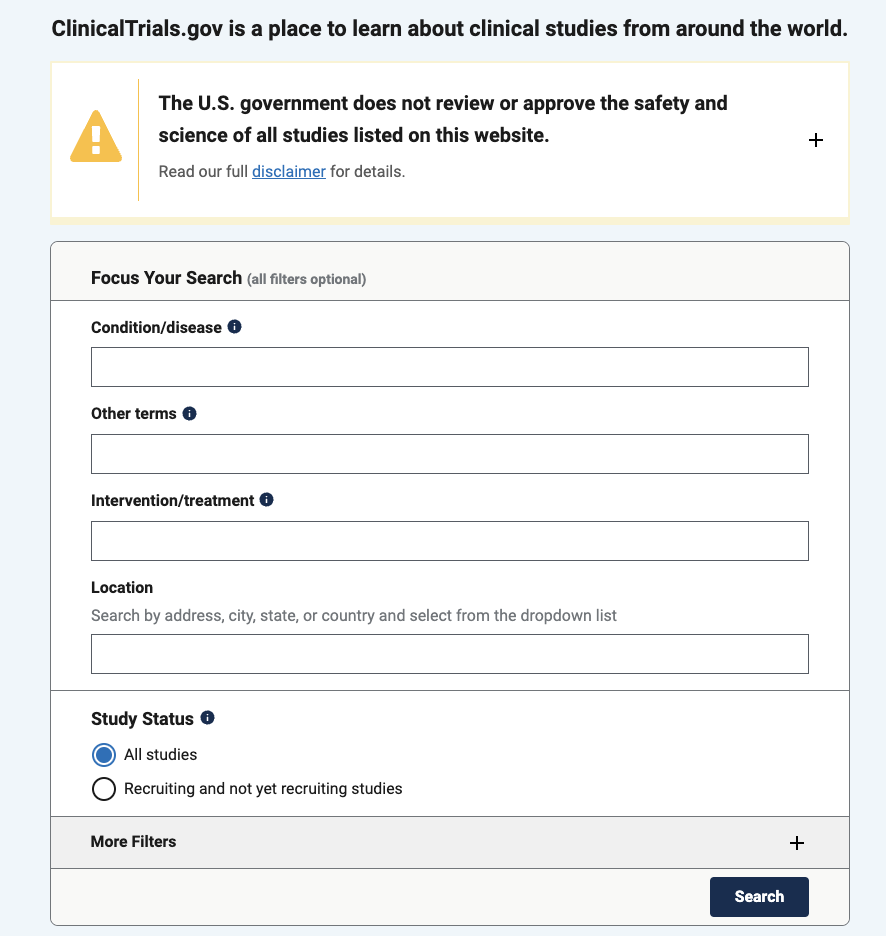 ClinicalTrials.gov is a place to learn about clinical studies from around the world.
The U.S. government does not review or approve the safety and
science of all studies listed on this website.
Read our full disclaimer for details.
Focus Your Search (all filters optional)
Condition/disease
Other terms
Intervention/treatment
Location
Search by address, city, state, or country and select from the dropdown list
Study Status
All studies
Recruiting and not yet recruiting studies
More Filters
Search